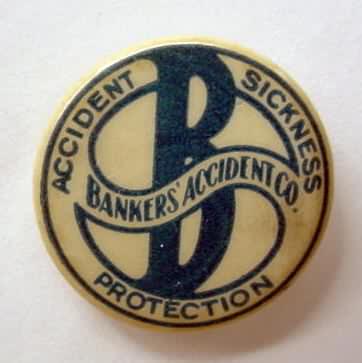 ACCIDENT
SICKNESS
B
BANKERS' ACCIDENT CO.
PROTECTION